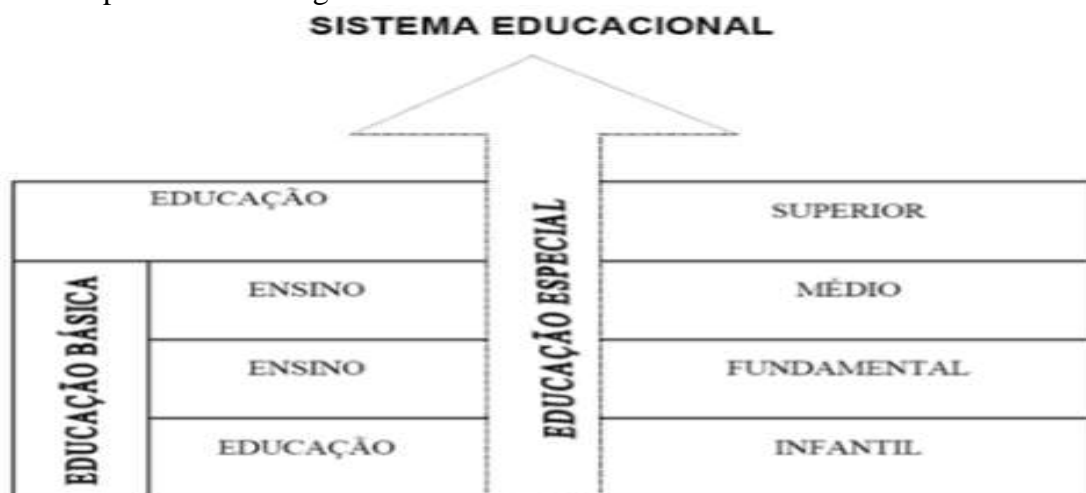 SISTEMA EDUCACIONAL
EDUCAÇÃO
SUPERIOR
EDUCAÇÃO BÁSICA
ENSINO
MÉDIO
ENSINO
FUNDAMENTAL
EDUCAÇÃO
INFANTIL
EDUCAÇÃO ESPECIAL